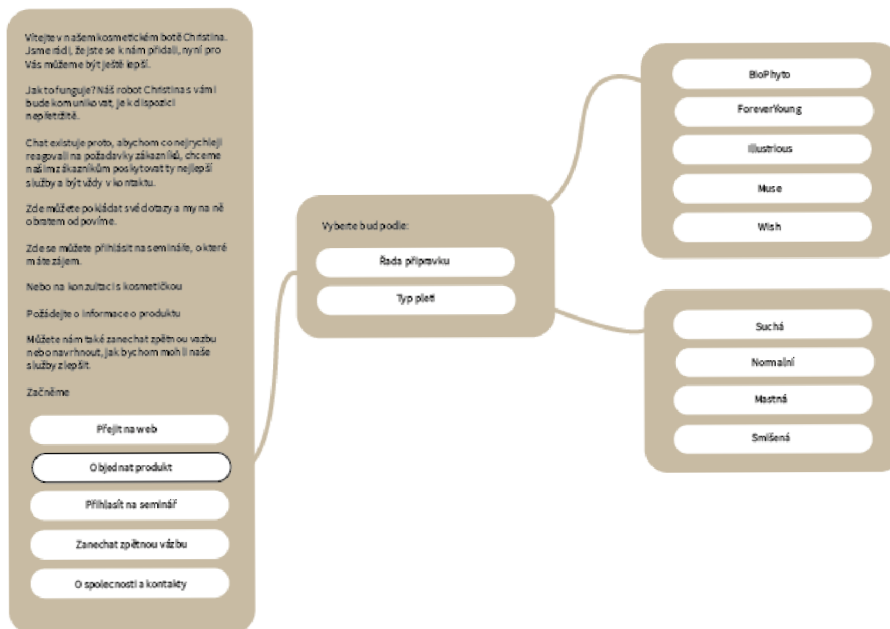 Vítejte v našem kosmetickém botě Christina.
Jsme rádi, že jste se k nám přidali, nyní pro
Vás můžeme být ještě lepší.
Jak to funguje? Náš robot Christina s vámi
bude komunikovat, je k dispozici
nepřetržitě.
Chat existuje proto, abychom co nejrychleji
reagovali na požadavky zákazníků, chceme
našim zákazníkům poskytovat ty nejlepší
služby a být vždy v kontaktu.
Zde můžete pokládat své dotazy a my na ně
obratem odpovíme.
Zde se můžete přihlásit na semináře, o které
máte zájem.
Nebo na konzultaci s kosmetičkou
Požádejte o informace o produktu
Můžete nám také zanechat zpětnou vazbu
nebo navrhnout, jak bychom mohli naše
služby zlepšit.
Začněme
Přejít na web
Objednat produkt
Přihlasít na seminář
Zanechat zpětnou vázbu
O spolecnosti a kontakty
Vyberte bud podle:
Řada přípravku
Typ pleti
BioPhyto
ForeverYoung
Illustrious
Muse
Wish
Suchá
Normalní
Mastná
Smíšená